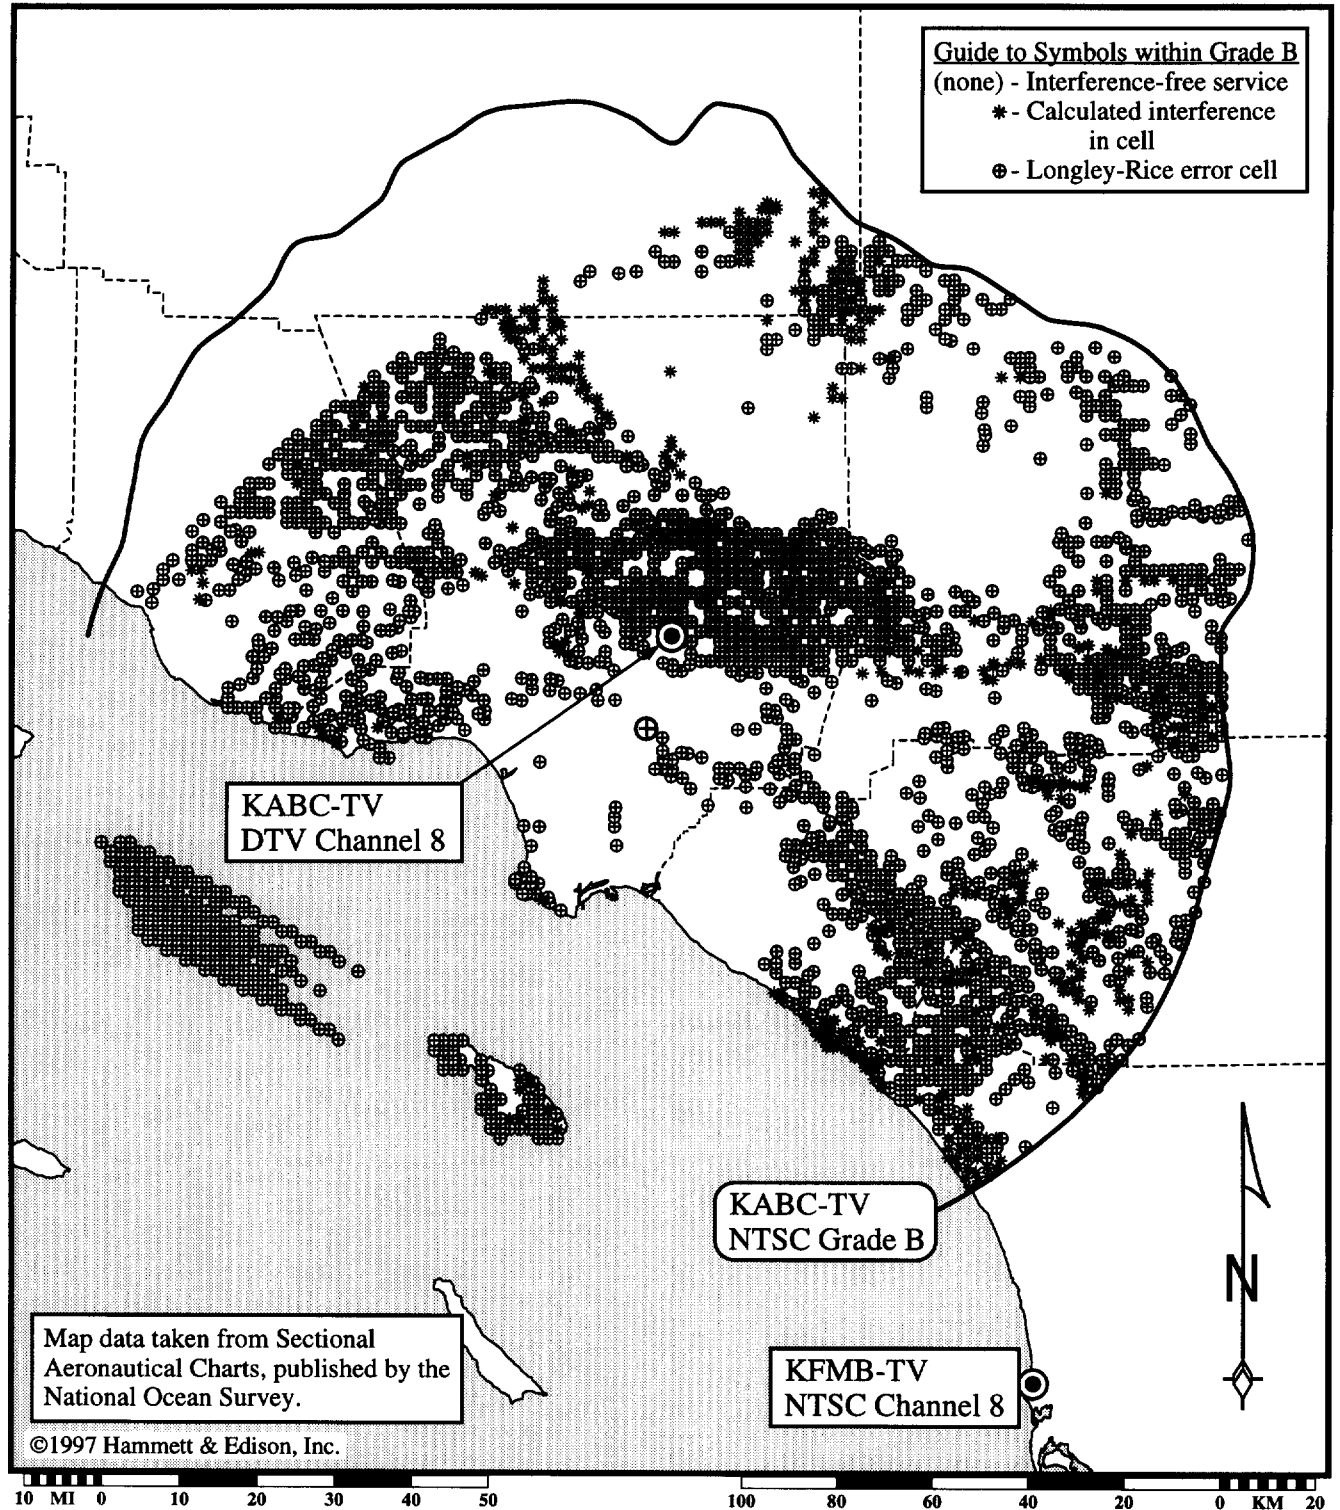 Guide to Symbols within Grade B
(none) - Interference-free service
* - Calculated interference
in cell
⊕ - Longley-Rice error cell
KABC-TV
DTV Channel 8
KABC-TV
NTSC Grade B
N
Map data taken from Sectional
Aeronautical Charts, published by the
National Ocean Survey.
KFMB-TV
NTSC Channel 8
©1997 Hammett & Edison, Inc.
10 MI 0 10 20 30 40 50 100 80 60 40 20 0 KM 20